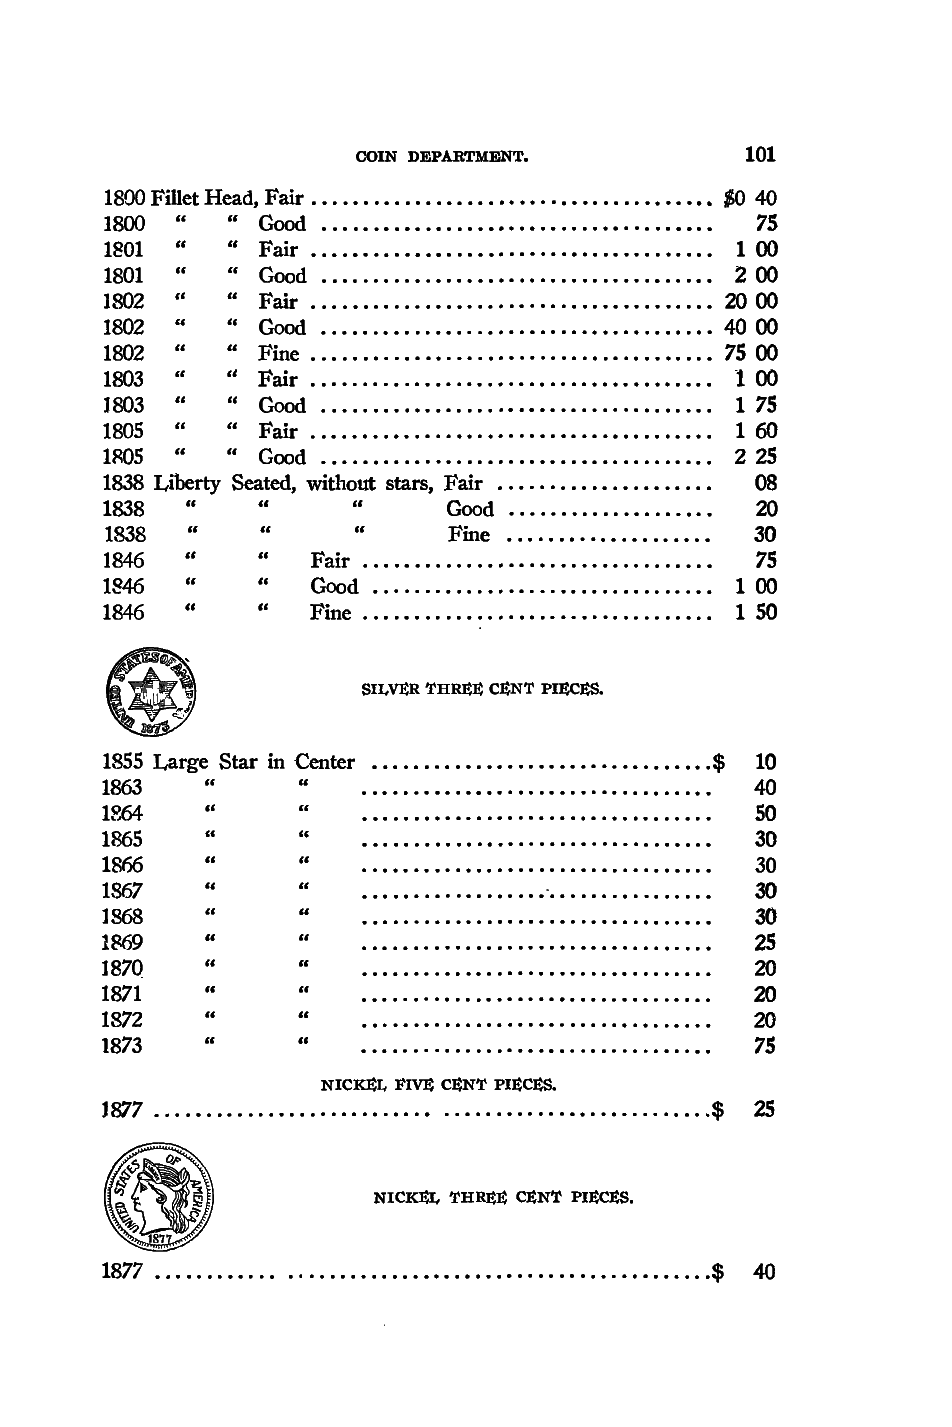 COIN DEPARTMENT. 101
1800 Fillet Head, Fair ....................................... $0 40
1800 “ “ Good ...................................... 75
1801 “ “ Fair ....................................... 1 00
1801 “ “ Good ...................................... 2 00
1802 “ “ Fair ....................................... 20 00
1802 “ “ Good ...................................... 40 00
1802 “ “ Fine ....................................... 75 00
1803 “ “ Fair ....................................... 1 00
1803 “ “ Good ...................................... 1 75
1805 “ “ Fair ....................................... 1 60
1805 “ “ Good ...................................... 2 25
1838 Liberty Seated, without stars, Fair ..................... 08
1838 “ “ “ Good .................... 20
1838 “ “ “ Fine .................... 30
1846 “ “ Fair .................................. 75
1846 “ “ Good ................................. 1 00
1846 “ “ Fine .................................. 1 50
UNITED STATES OF AMERICA
1873
SILVER THREE CENT PIECES.
1855 Large Star in Center .................................$ 10
1863 “ “ .................................. 40
1864 “ “ .................................. 50
1865 “ “ .................................. 30
1866 “ “ .................................. 30
1867 “ “ .................................. 30
1868 “ “ .................................. 30
1869 “ “ .................................. 25
1870 “ “ .................................. 20
1871 “ “ .................................. 20
1872 “ “ .................................. 20
1873 “ “ .................................. 75
NICKEL FIVE CENT PIECES.
1877 ......................................................$ 25
UNITED STATES OF AMERICA
1877
NICKEL THREE CENT PIECES.
1877 ......................................................$ 40